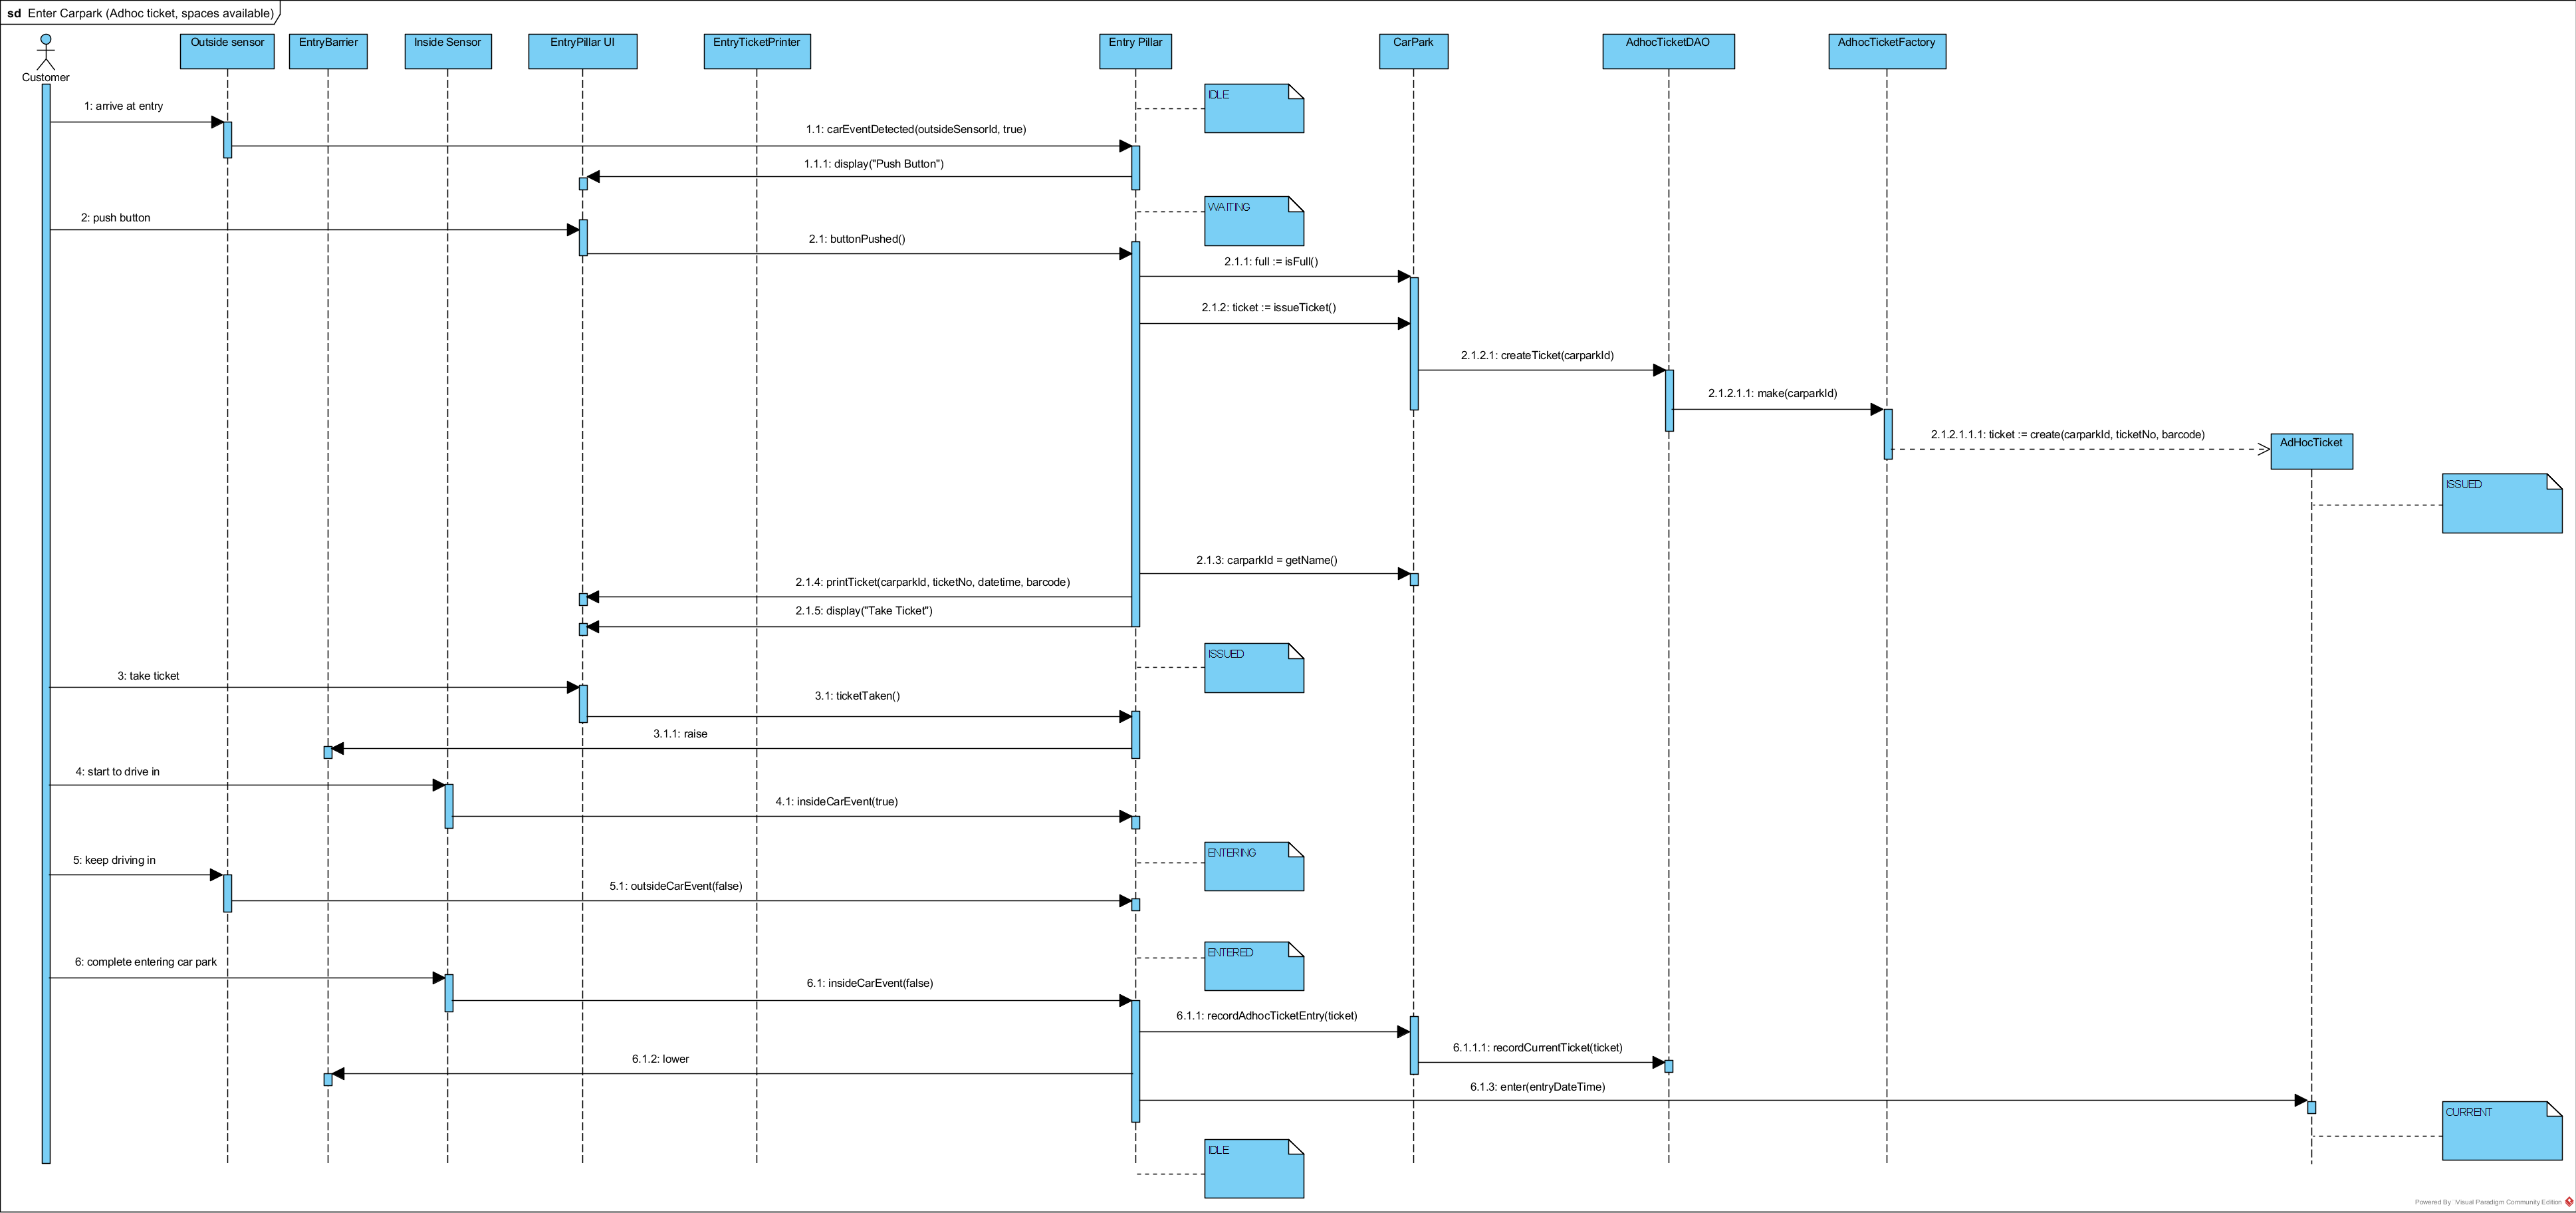 sd Enter Carpark (Adhoc ticket, spaces available)
Customer
Outside sensor
EntryBarrier
Inside Sensor
EntryPillar UI
EntryTicketPrinter
Entry Pillar
CarPark
AdhocTicketDAO
AdhocTicketFactory
IDLE
1: arrive at entry
1.1: carEventDetected(outsideSensorId, true)
1.1.1: display("Push Button")
WAITING
2: push button
2.1: buttonPushed()
2.1.1: full := isFull()
2.1.2: ticket := issueTicket()
2.1.2.1: createTicket(carparkId)
2.1.2.1.1: make(carparkId)
2.1.2.1.1.1: ticket := create(carparkId, ticketNo, barcode)
AdHocTicket
ISSUED
2.1.3: carparkId = getName()
2.1.4: printTicket(carparkId, ticketNo, datetime, barcode)
2.1.5: display("Take Ticket")
ISSUED
3: take ticket
3.1: ticketTaken()
3.1.1: raise
4: start to drive in
4.1: insideCarEvent(true)
ENTERING
5: keep driving in
5.1: outsideCarEvent(false)
ENTERED
6: complete entering car park
6.1: insideCarEvent(false)
6.1.1: recordAdhocTicketEntry(ticket)
6.1.1.1: recordCurrentTicket(ticket)
6.1.2: lower
6.1.3: enter(entryDateTime)
CURRENT
IDLE
Powered By Visual Paradigm Community Edition